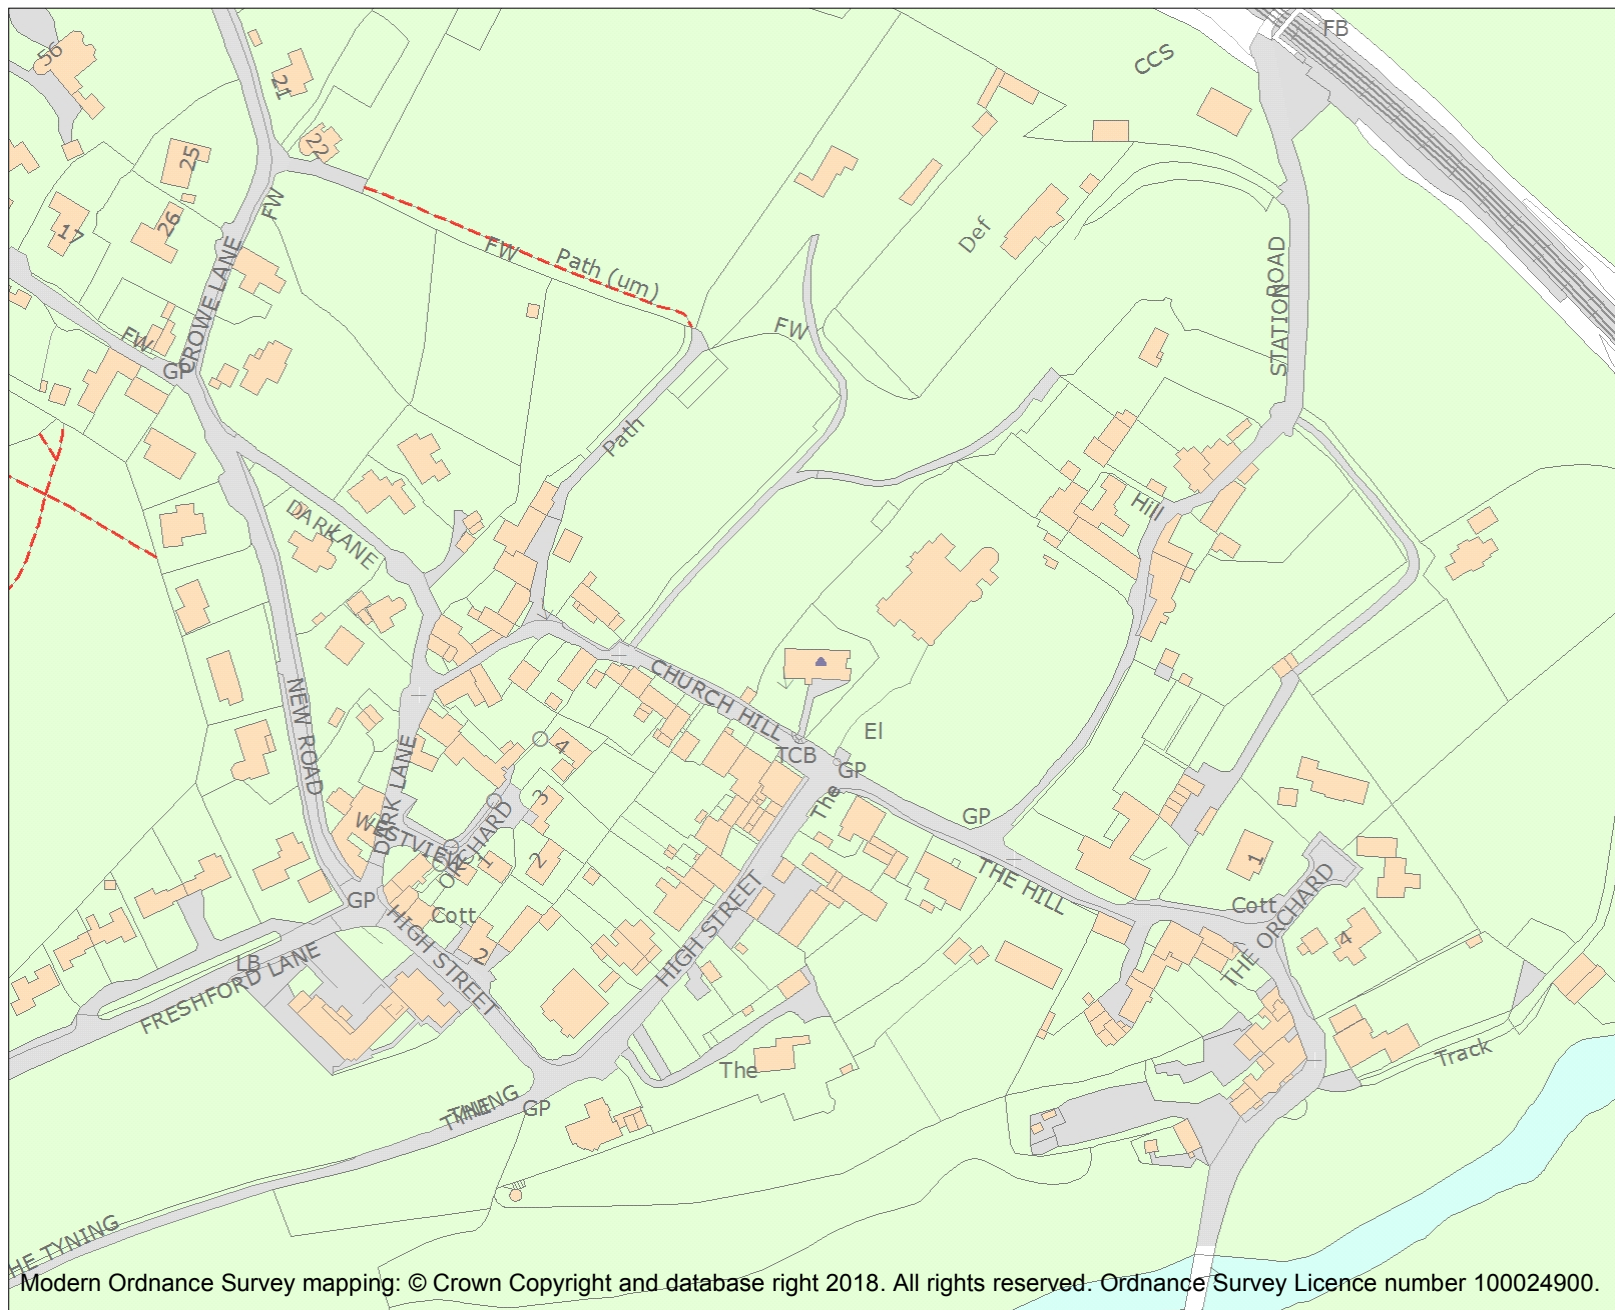 FB
CCS
56
21
22
25
FW
26
17
Def
FW
Path (um)
CROWE LANE
STATION ROAD
FW
FW
GP
Path
Hill
DARK LANE
CHURCH HILL
NEW ROAD
El
4
TCB
GP
DARK LANE
3
The
GP
WESTVIEW
ORCHARD
1
2
1
THE HILL
GP
Cott
HIGH STREET
Cott
THE ORCHARD
4
HIGH STREET
2
LB
FRESHFORD LANE
The
Track
TYNING
GP
HE TYNING
Modern Ordnance Survey mapping: © Crown Copyright and database right 2018. All rights reserved. Ordnance Survey Licence number 100024900.